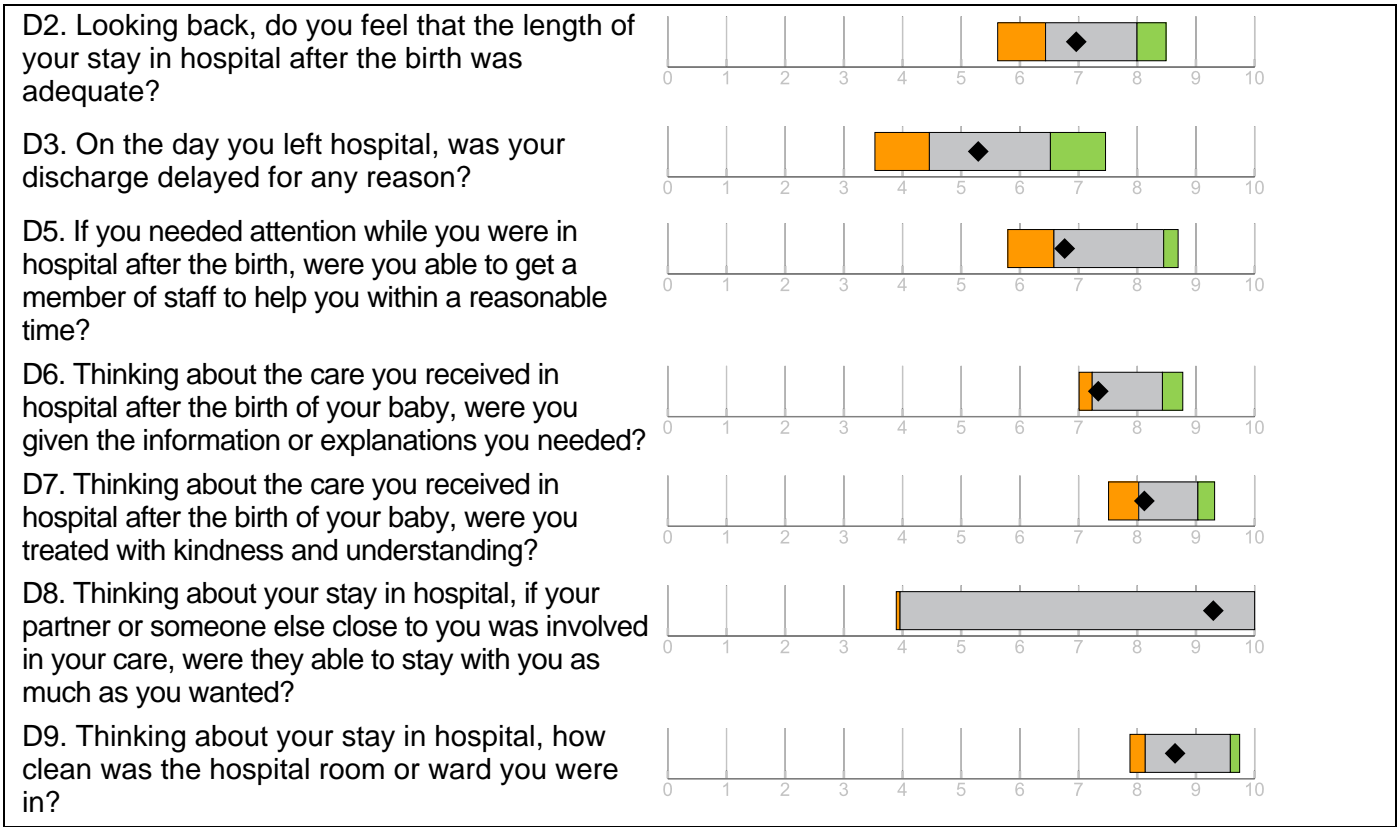 D2. Looking back, do you feel that the length of
your stay in hospital after the birth was
adequate?
0 1 2 3 4 5 6 7 8 9 10
D3. On the day you left hospital, was your
discharge delayed for any reason?
0 1 2 3 4 5 6 7 8 9 10
D5. If you needed attention while you were in
hospital after the birth, were you able to get a
member of staff to help you within a reasonable
time?
0 1 2 3 4 5 6 7 8 9 10
D6. Thinking about the care you received in
hospital after the birth of your baby, were you
given the information or explanations you needed?
0 1 2 3 4 5 6 7 8 9 10
D7. Thinking about the care you received in
hospital after the birth of your baby, were you
treated with kindness and understanding?
0 1 2 3 4 5 6 7 8 9 10
D8. Thinking about your stay in hospital, if your
partner or someone else close to you was involved
in your care, were they able to stay with you as
much as you wanted?
0 1 2 3 4 5 6 7 8 9 10
D9. Thinking about your stay in hospital, how
clean was the hospital room or ward you were
in?
0 1 2 3 4 5 6 7 8 9 10